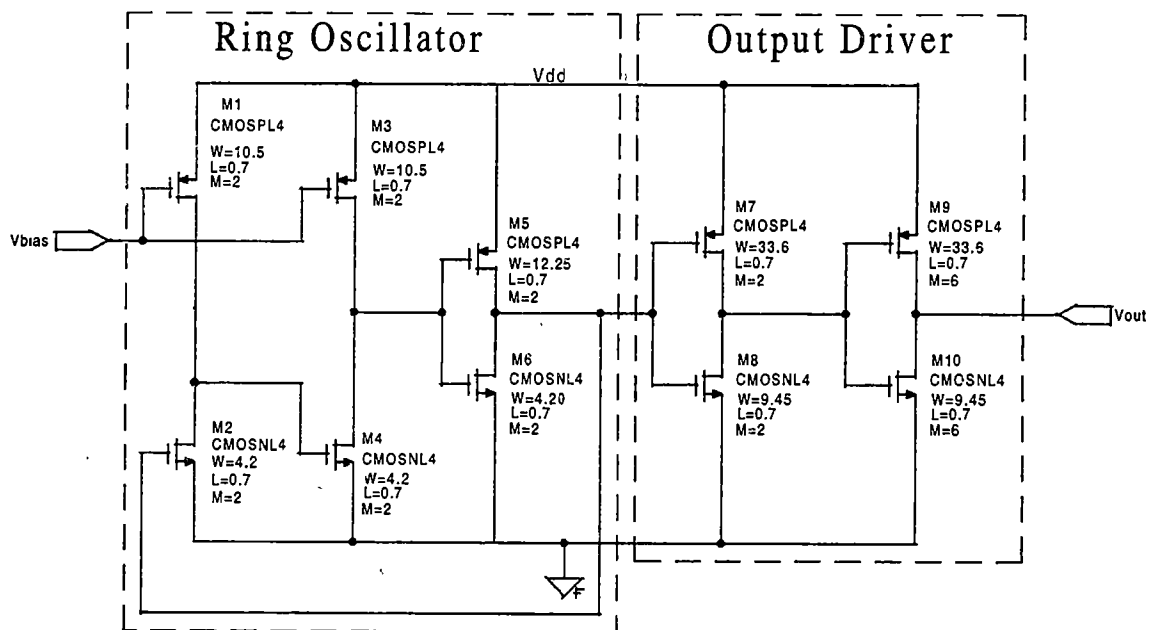 Ring Oscillator
Output Driver
Vdd
M1
CMOSPL4
W=10.5
L=0.7
M=2
M3
CMOSPL4
W=10.5
L=0.7
M=2
Vbias
M5
CMOSPL4
W=12.25
L=0.7
M=2
M7
CMOSPL4
W=33.6
L=0.7
M=2
M9
CMOSPL4
W=33.6
L=0.7
M=6
Vout
M2
CMOSNL4
W=4.2
L=0.7
M=2
M4
CMOSNL4
W=4.2
L=0.7
M=2
M6
CMOSNL4
W=4.20
L=0.7
M=2
M8
CMOSNL4
W=9.45
L=0.7
M=2
M10
CMOSNL4
W=9.45
L=0.7
M=6
F